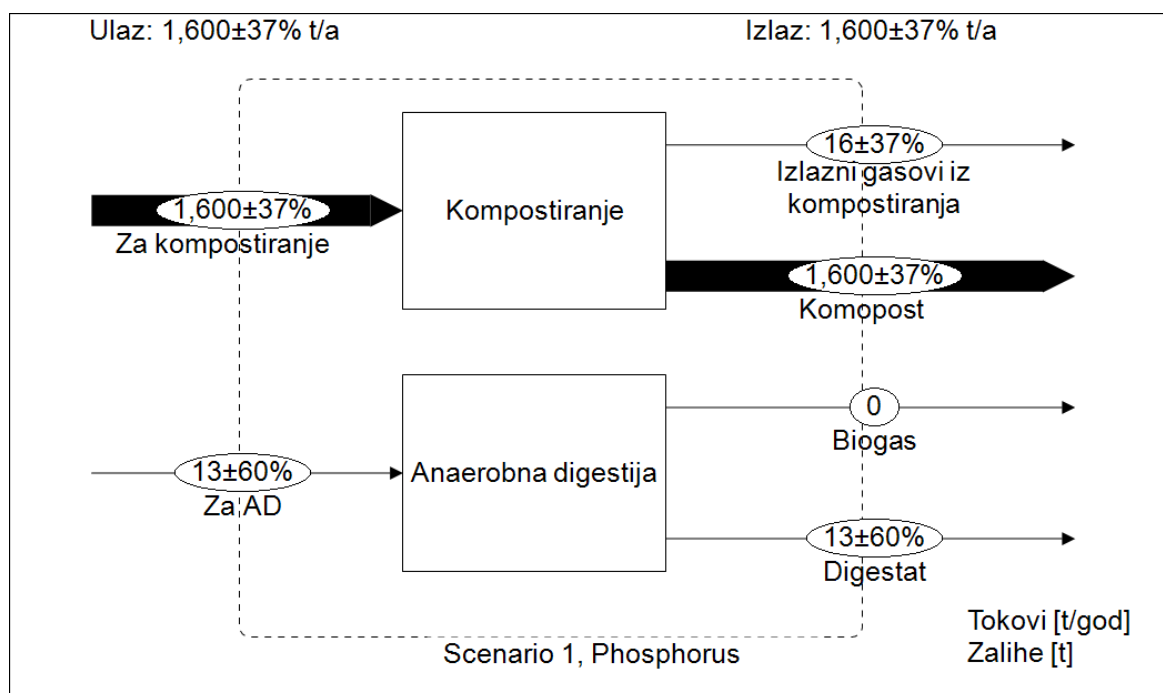 Ulaz: 1,600±37% t/a
Izlaz: 1,600±37% t/a
16±37%
Izlazni gasovi iz
kompostiranja
1,600±37%
Za kompostiranje
Kompostiranje
1,600±37%
Komopost
0
Biogas
13±60%
Za AD
Anaerobna digestija
13±60%
Digestat
Tokovi [t/god]
Zalihe [t]
Scenario 1, Phosphorus